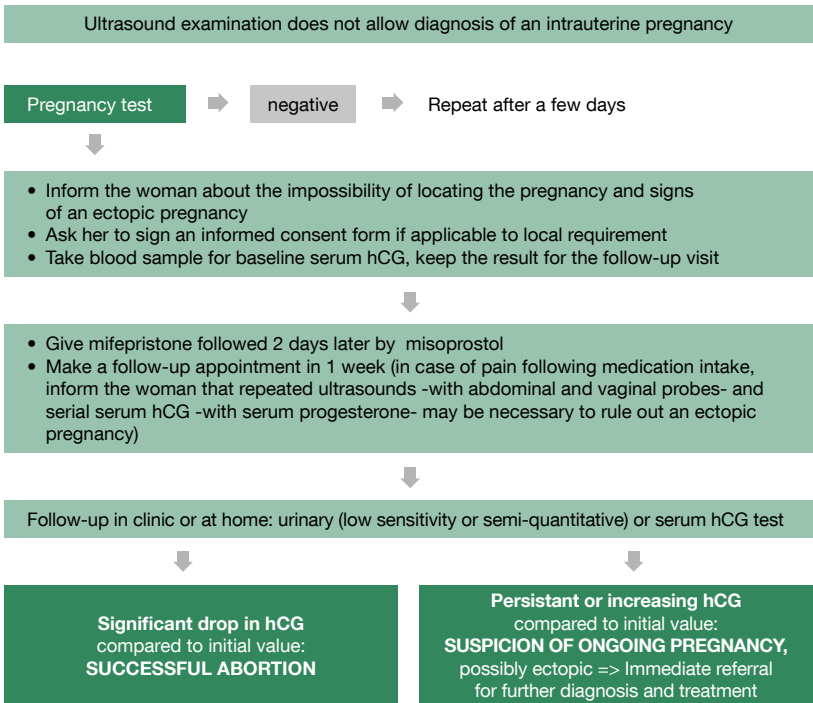 Ultrasound examination does not allow diagnosis of an intrauterine pregnancy
Pregnancy test
negative
Repeat after a few days
• Inform the woman about the impossibility of locating the pregnancy and signs
of an ectopic pregnancy
• Ask her to sign an informed consent form if applicable to local requirement
• Take blood sample for baseline serum hCG, keep the result for the follow-up visit
• Give mifepristone followed 2 days later by misoprostol
• Make a follow-up appointment in 1 week (in case of pain following medication intake,
inform the woman that repeated ultrasounds -with abdominal and vaginal probes- and
serial serum hCG -with serum progesterone- may be necessary to rule out an ectopic
pregnancy)
Follow-up in clinic or at home: urinary (low sensitivity or semi-quantitative) or serum hCG test
Significant drop in hCG
compared to initial value:
SUCCESSFUL ABORTION
Persistant or increasing hCG
compared to initial value:
SUSPICION OF ONGOING PREGNANCY,
possibly ectopic => Immediate referral
for further diagnosis and treatment